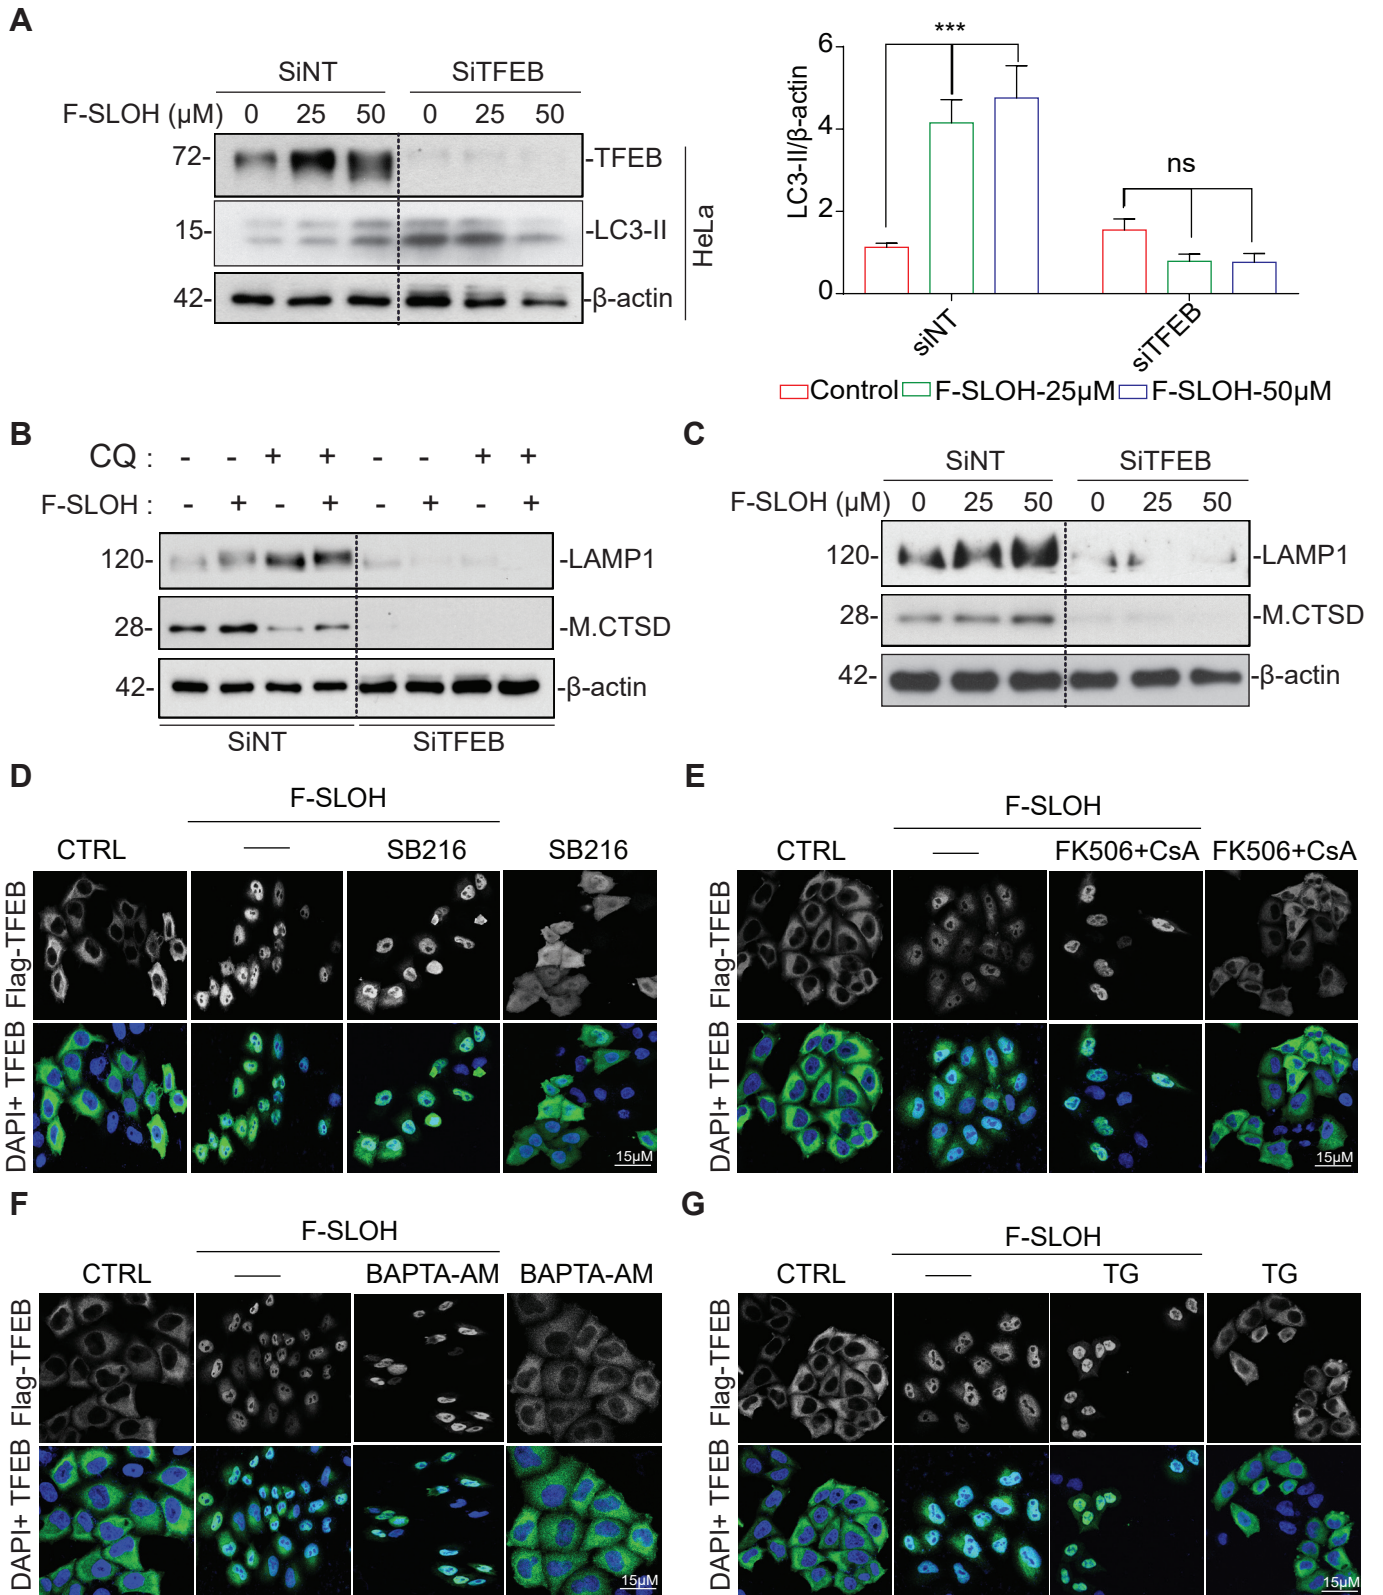 A
SiNT SiTFEB
F-SLOH (µM) 0 25 50 0 25 50
72- -TFEB
15- -LC3-II
42- -β-actin
HeLa
LC3-II/β-actin
6
4
2
0
***
ns
siNT siTFEB
Control F-SLOH-25µM F-SLOH-50µM
B
CQ : - - + + - - + +
F-SLOH : - + - + - + - +
120- -LAMP1
28- -M.CTSD
42- -β-actin
SiNT SiTFEB
C
SiNT SiTFEB
F-SLOH (µM) 0 25 50 0 25 50
120- -LAMP1
28- -M.CTSD
42- -β-actin
D
F-SLOH
CTRL — SB216 SB216
Flag-TFEB
DAPI+ TFEB
15µM
E
F-SLOH
CTRL — FK506+CsA FK506+CsA
Flag-TFEB
DAPI+ TFEB
15µM
F
F-SLOH
CTRL — BAPTA-AM BAPTA-AM
Flag-TFEB
DAPI+ TFEB
15µM
G
F-SLOH
CTRL — TG TG
Flag-TFEB
DAPI+ TFEB
15µM